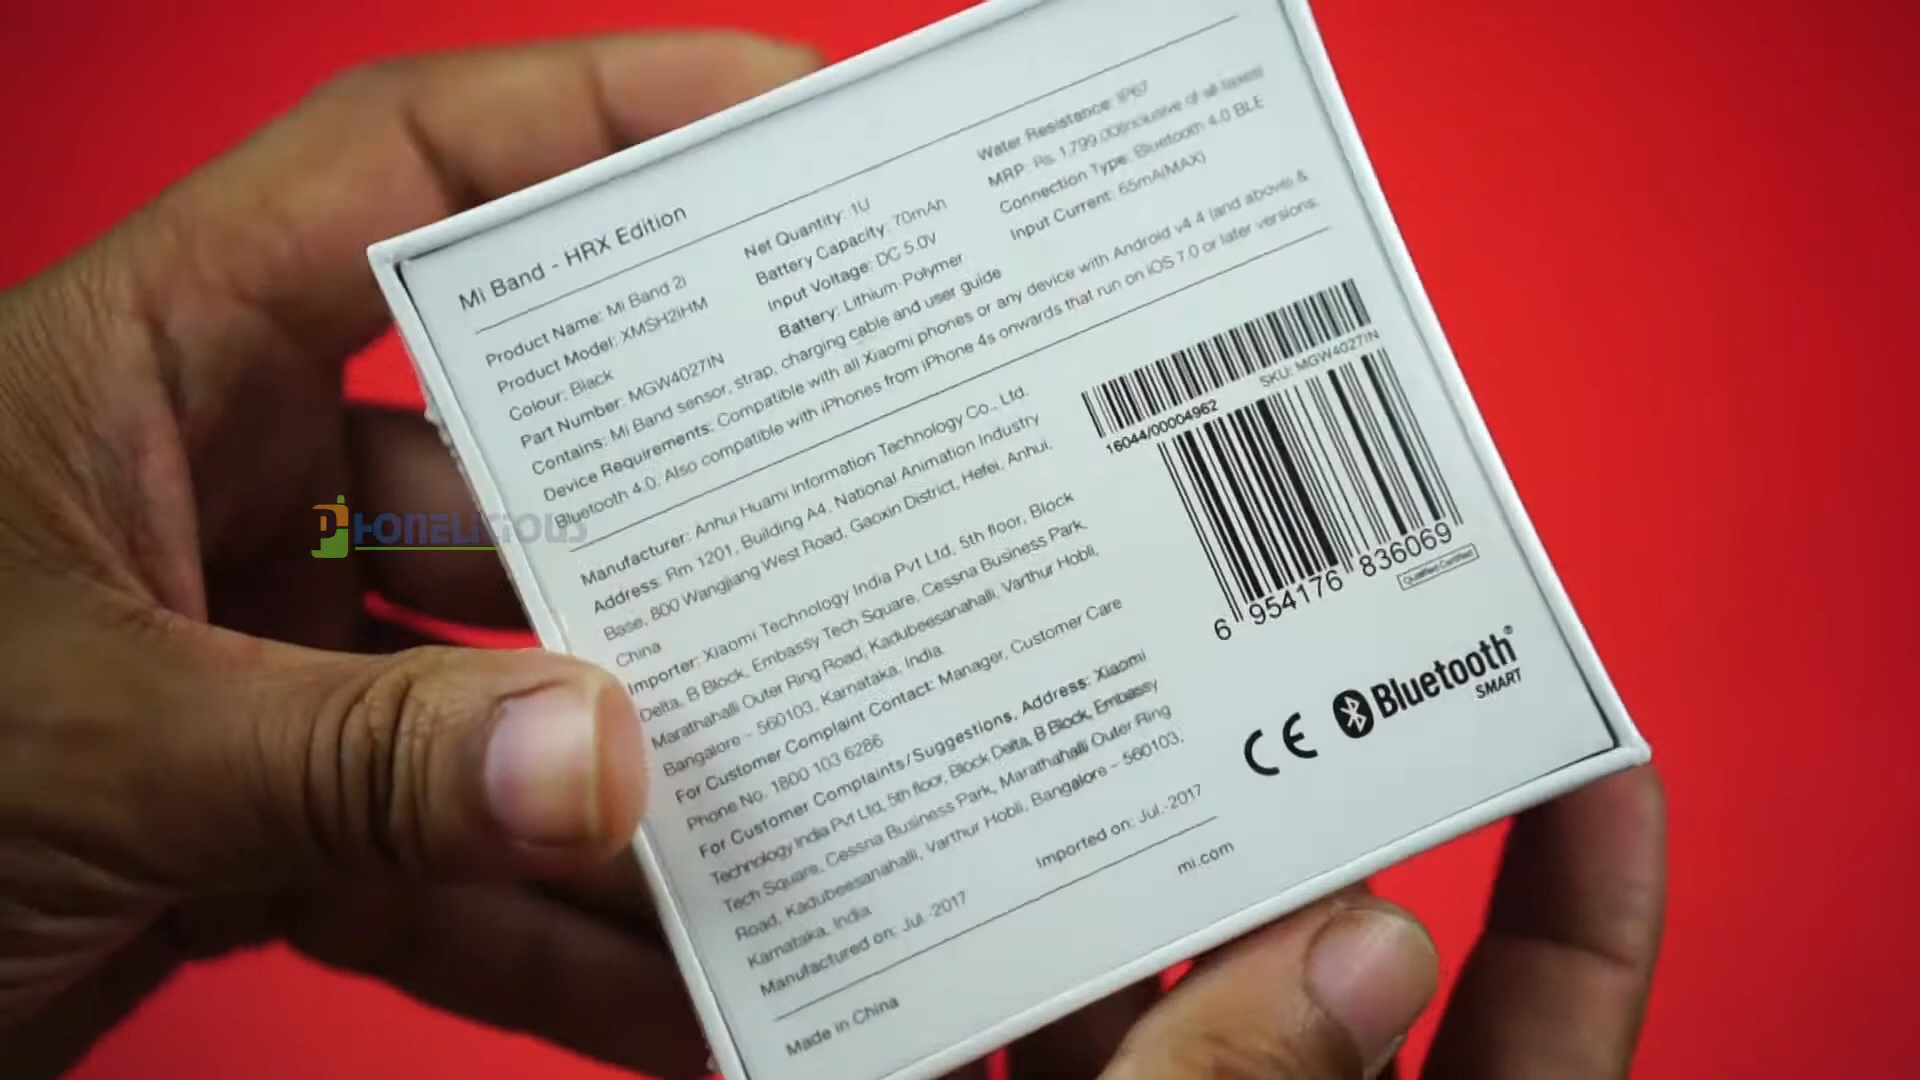 Mi Band - HRX Edition
Product Name: Mi Band 2i
Product Model: XMSH2iHM
Colour: Black
Part Number: MGW4027IN
Net Quantity: 1U
Battery Capacity: 70mAh
Input Voltage: DC 5.0V
Battery: Lithium-Polymer
Water Resistance: IP67
MRP: Rs. 1,799.00(Inclusive of all taxes)
Connection Type: Bluetooth 4.0 BLE
Input Current: 65mA(MAX)
Contains: Mi Band sensor, strap, charging cable and user guide
Device Requirements: Compatible with all Xiaomi phones or any device with Android v4.4 (and above) &
Bluetooth 4.0. Also compatible with iPhones from iPhone 4s onwards that run on iOS 7.0 or later versions.
Manufacturer: Anhui Huami Information Technology Co., Ltd.
Address: Rm 1201, Building A4, National Animation Industry
Base, 800 Wangjiang West Road, Gaoxin District, Hefei, Anhui,
China
Importer: Xiaomi Technology India Pvt Ltd, 5th floor, Block
Delta, B Block, Embassy Tech Square, Cessna Business Park,
Marathahalli Outer Ring Road, Kadubeesanahalli, Varthur Hobli,
Bangalore – 560103, Karnataka, India.
For Customer Complaint Contact: Manager, Customer Care
Phone No. 1800 103 6286
For Customer Complaints/Suggestions, Address: Xiaomi
Technology India Pvt Ltd, 5th floor, Block Delta, B Block, Embassy
Tech Square, Cessna Business Park, Marathahalli Outer Ring
Road, Kadubeesanahalli, Varthur Hobli, Bangalore – 560103,
Karnataka, India
Manufactured on: Jul.-2017
Imported on: Jul.-2017
Made in China
mi.com
16044/00004962
SKU: MGW4027IN
6 954176 836069
Qualified Certified
CE
Bluetooth®
SMART
PHONELICIOUS